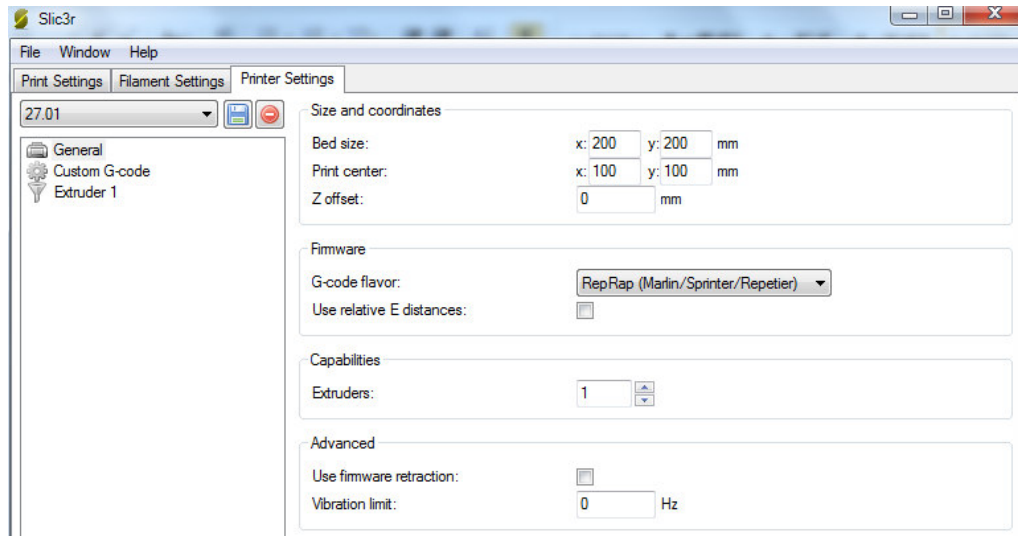 Slic3r
File Window Help
Print Settings Filament Settings Printer Settings
27.01
General
Custom G-code
Extruder 1
Size and coordinates
Bed size: x: 200 y: 200 mm
Print center: x: 100 y: 100 mm
Z offset: 0 mm
Firmware
G-code flavor: RepRap (Marlin/Sprinter/Repetier)
Use relative E distances:
Capabilities
Extruders: 1
Advanced
Use firmware retraction:
Vibration limit: 0 Hz